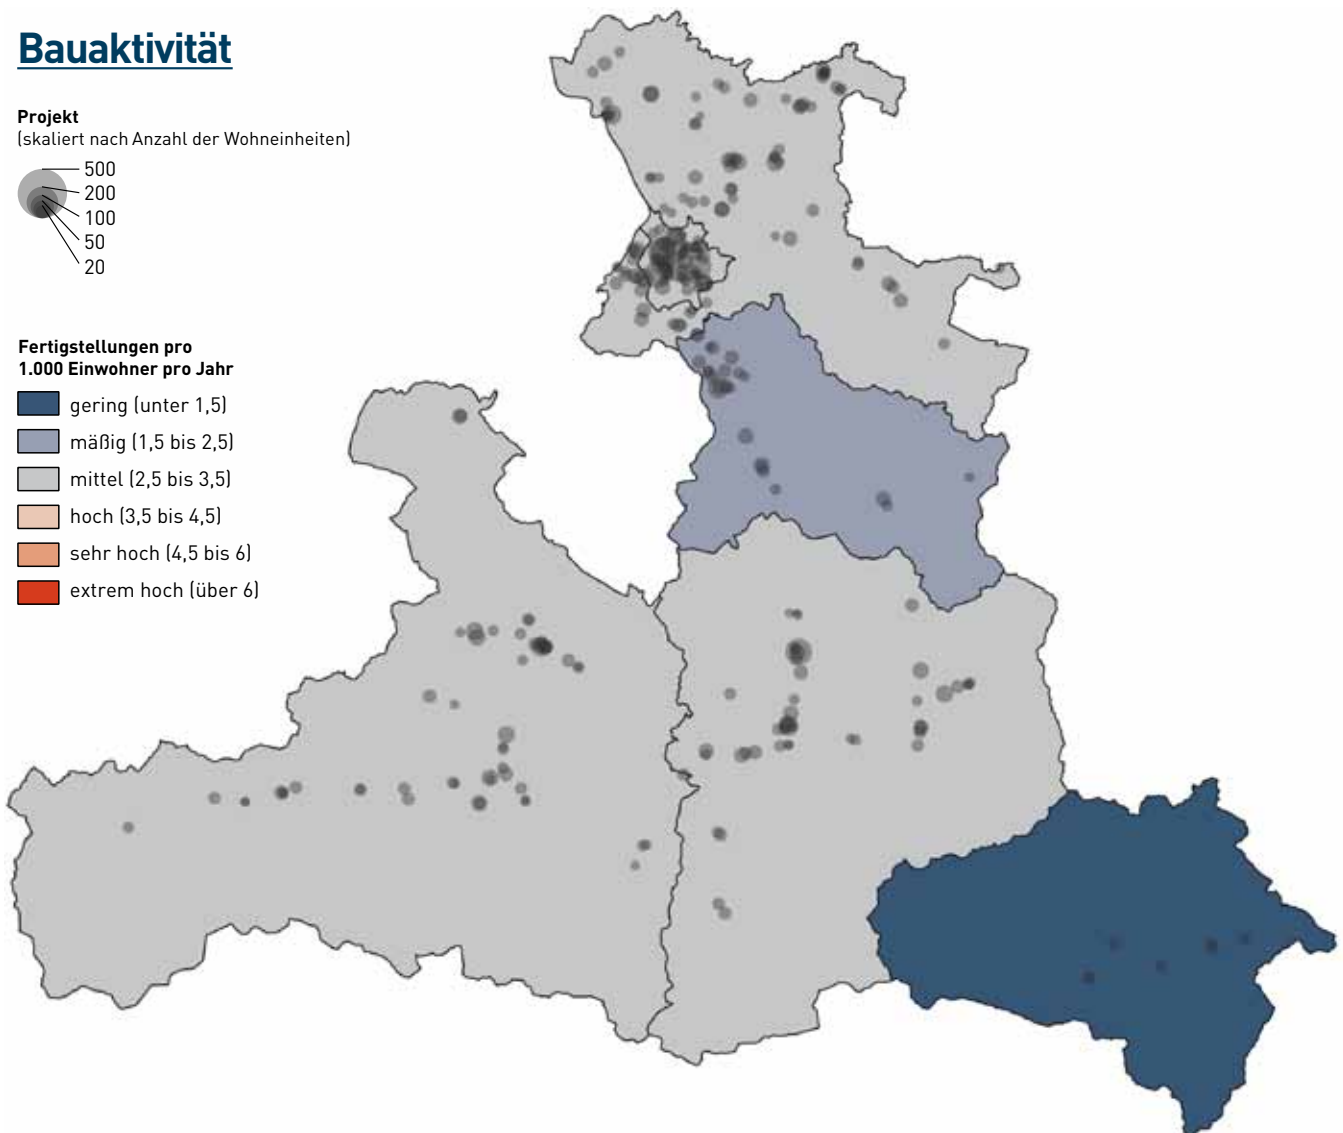 Bauaktivität
Projekt
(skaliert nach Anzahl der Wohneinheiten)
500
200
100
50
20
Fertigstellungen pro
1.000 Einwohner pro Jahr
gering (unter 1,5)
mäßig (1,5 bis 2,5)
mittel (2,5 bis 3,5)
hoch (3,5 bis 4,5)
sehr hoch (4,5 bis 6)
extrem hoch (über 6)